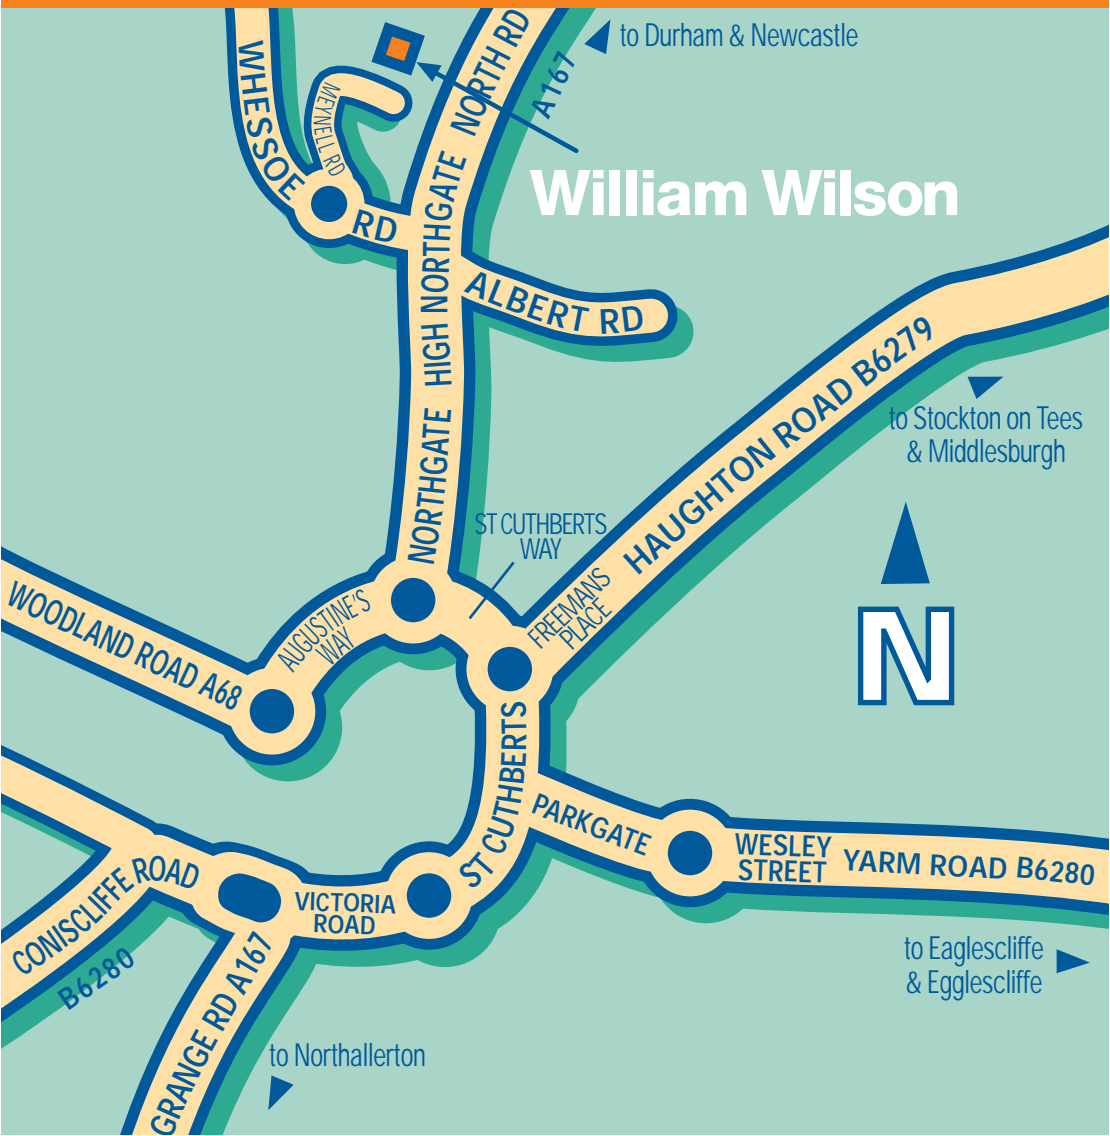 to Durham & Newcastle
NORTH RD
A167
WHESSOE
MEYNELL RD
William Wilson
RD
HIGH NORTHGATE
ALBERT RD
HAUGHTON ROAD B6279
to Stockton on Tees
& Middlesburgh
NORTHGATE
ST CUTHBERTS
WAY
N
FREEMANS
PLACE
AUGUSTINE'S
WAY
WOODLAND ROAD A68
ST CUTHBERTS
PARKGATE
WESLEY
STREET
YARM ROAD B6280
CONISCLIFFE ROAD
B6280
VICTORIA
ROAD
to Eaglescliffe
& Egglescliffe
GRANGE RD A167
to Northallerton